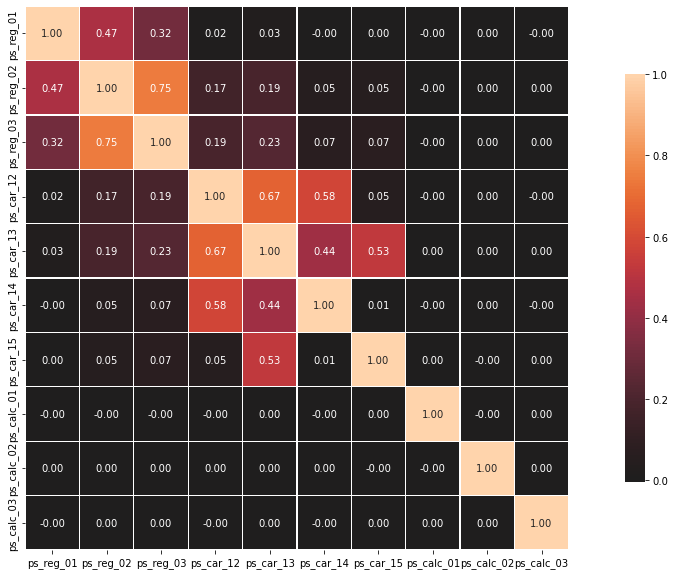 ps_reg_01 1.00 0.47 0.32 0.02 0.03 -0.00 0.00 -0.00 0.00 -0.00
ps_reg_02 0.47 1.00 0.75 0.17 0.19 0.05 0.05 -0.00 0.00 0.00
ps_reg_03 0.32 0.75 1.00 0.19 0.23 0.07 0.07 -0.00 0.00 0.00
ps_car_12 0.02 0.17 0.19 1.00 0.67 0.58 0.05 -0.00 0.00 -0.00
ps_car_13 0.03 0.19 0.23 0.67 1.00 0.44 0.53 0.00 0.00 0.00
ps_car_14 -0.00 0.05 0.07 0.58 0.44 1.00 0.01 -0.00 0.00 -0.00
ps_car_15 0.00 0.05 0.07 0.05 0.53 0.01 1.00 0.00 -0.00 0.00
ps_calc_01 -0.00 -0.00 -0.00 -0.00 0.00 -0.00 0.00 1.00 -0.00 0.00
ps_calc_02 0.00 0.00 0.00 0.00 0.00 0.00 -0.00 -0.00 1.00 0.00
ps_calc_03 -0.00 0.00 0.00 -0.00 0.00 -0.00 0.00 0.00 0.00 1.00
ps_reg_01 ps_reg_02 ps_reg_03 ps_car_12 ps_car_13 ps_car_14 ps_car_15 ps_calc_01 ps_calc_02 ps_calc_03
1.0
0.8
0.6
0.4
0.2
0.0